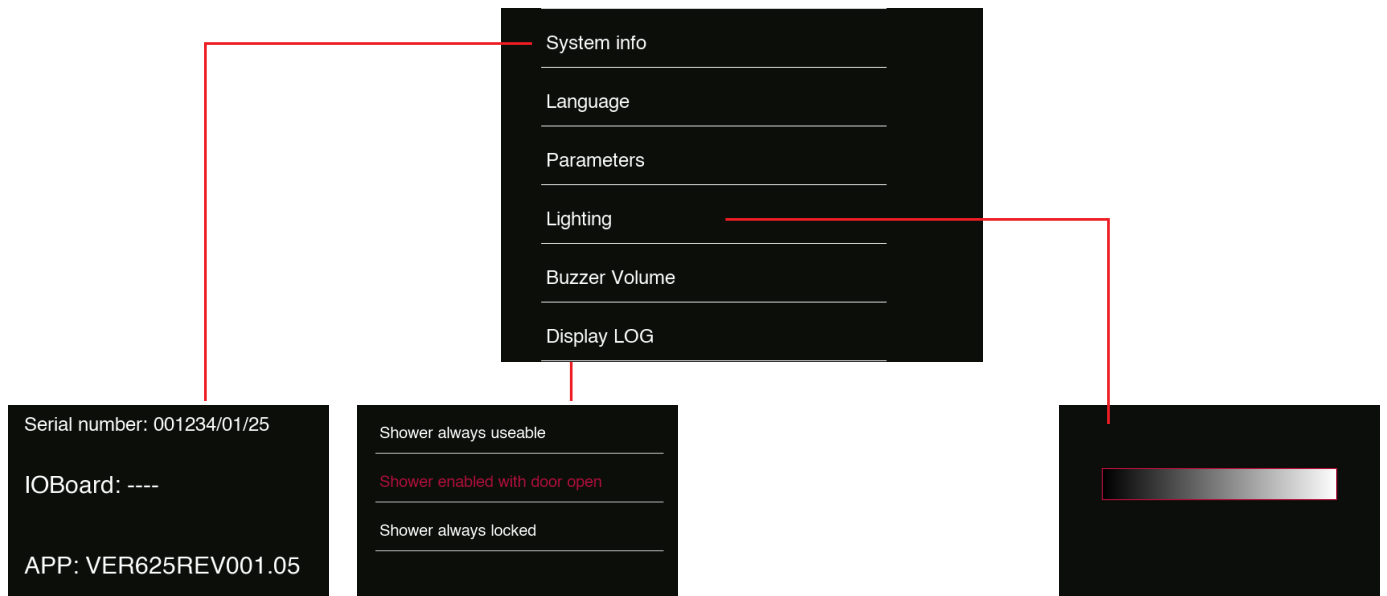 System info
Language
Parameters
Lighting
Buzzer Volume
Display LOG
Serial number: 001234/01/25
IOBoard: ----
APP: VER625REV001.05
Shower always useable
Shower enabled with door open
Shower always locked